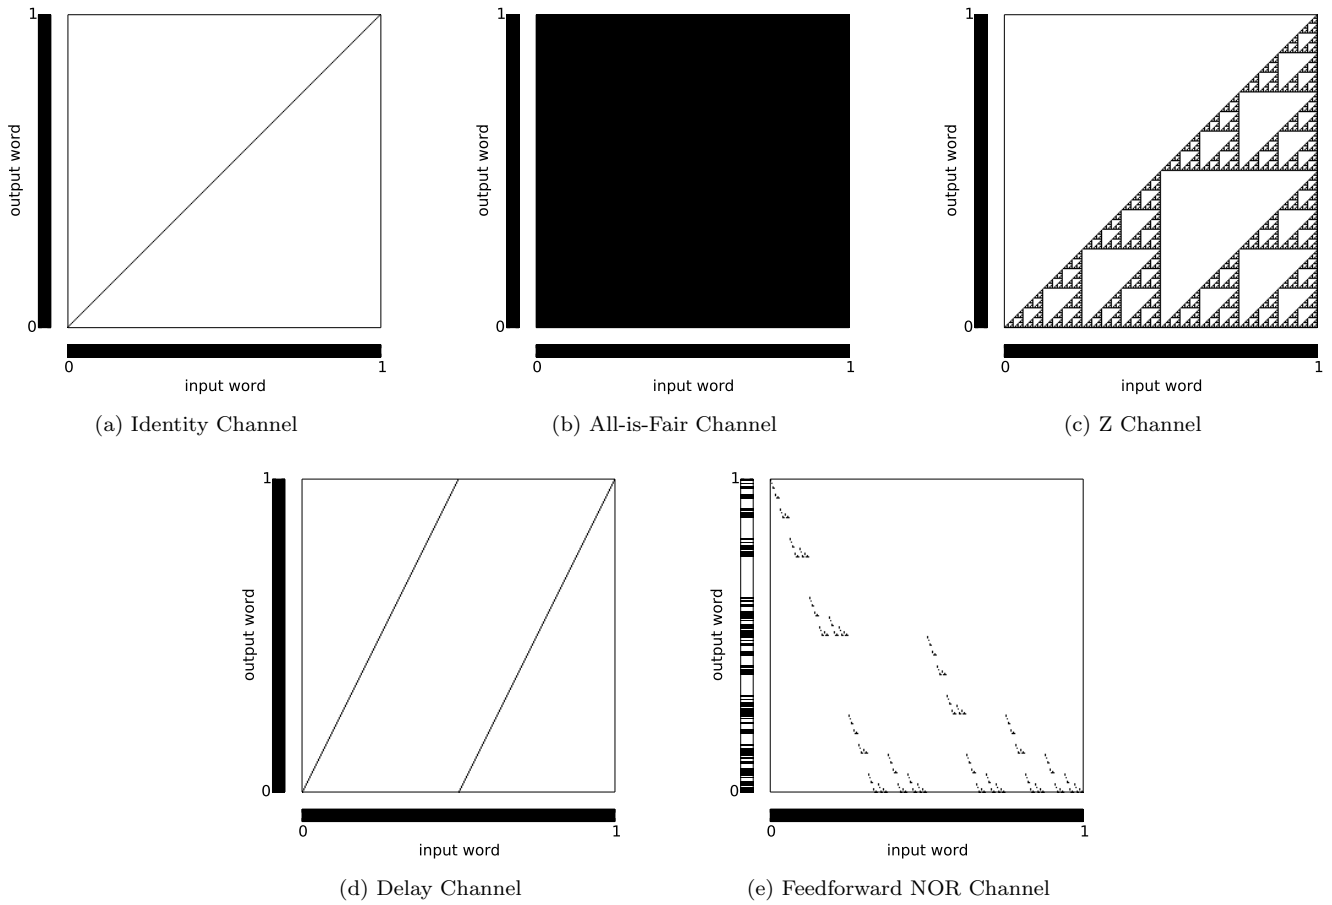 1
output word
0
0 1
input word
(a) Identity Channel
1
output word
0
0 1
input word
(b) All-is-Fair Channel
1
output word
0
0 1
input word
(c) Z Channel
1
output word
0
0 1
input word
(d) Delay Channel
1
output word
0
0 1
input word
(e) Feedforward NOR Channel